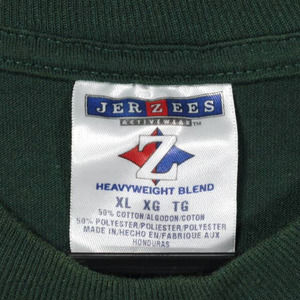 JERZEES
ACTIVEWEAR™
Z
HEAVYWEIGHT BLEND
XL XG TG
50% COTTON/ALGODON/COTON
50% POLYESTER/POLIESTER/POLYESTER
MADE IN/HECHO EN/FABRIQUE AUX
HONDURAS